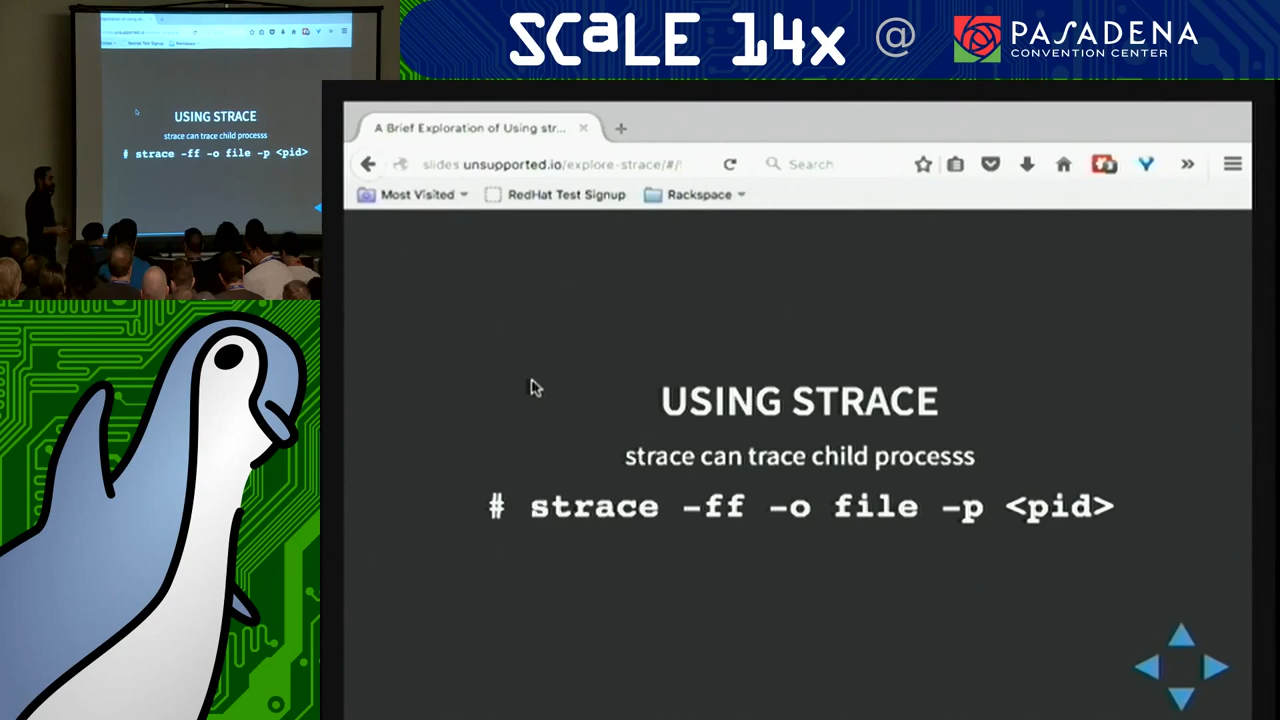 SCaLE 14x @ PASADENA
CONVENTION CENTER
USING STRACE
strace can trace child processs
# strace -ff -o file -p <pid>
A Brief Exploration of Using str...
slides.unsupported.io/explore-strace/#/
Search
Most Visited
RedHat Test Signup
Rackspace
USING STRACE
strace can trace child processs
# strace -ff -o file -p <pid>